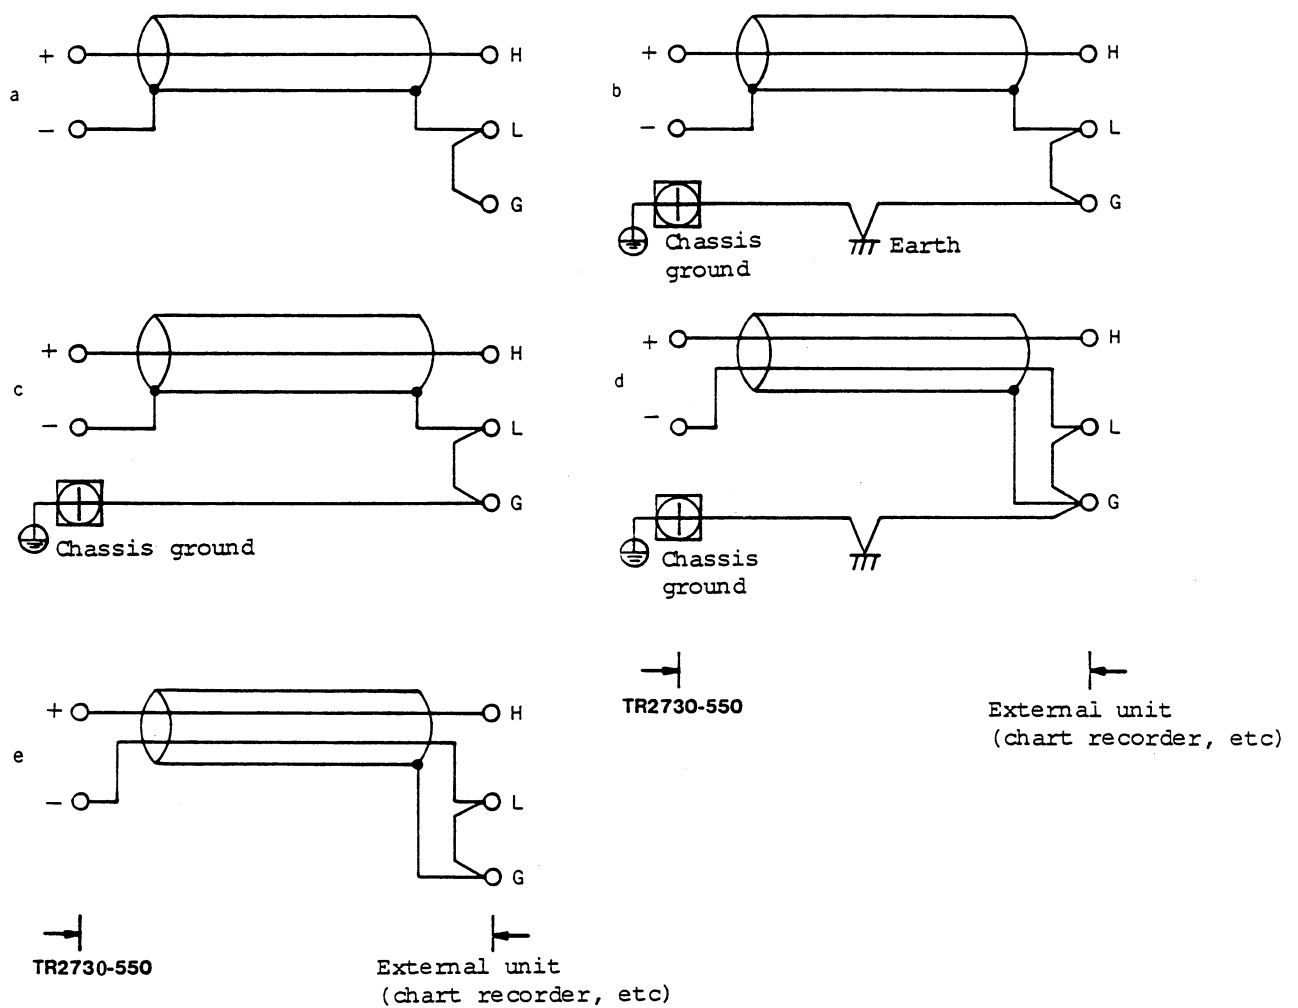 + H
a
− L
G
+ H
b
− L
G
Chassis
ground
Earth
+ H
c
− L
G
Chassis ground
+ H
d
− L
G
Chassis
ground
TR2730-550
External unit
(chart recorder, etc)
+ H
e
− L
G
TR2730-550
External unit
(chart recorder, etc)